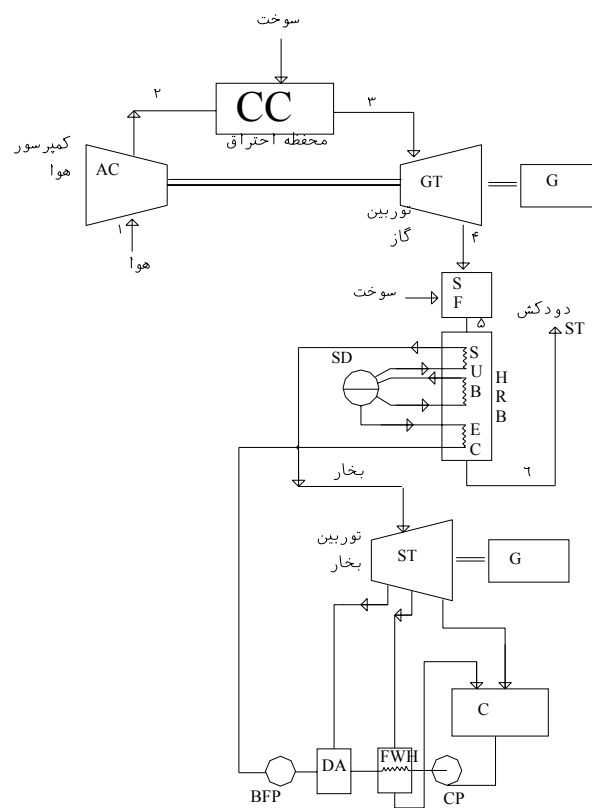 سوخت
۲
CC
۳
محفظه احتراق
کمپرسور
هوا
AC
GT
G
توربین
گاز
۱
هوا
۴
S
F
سوخت
۵
دودکش
ST
SD
S
U
B
E
C
H
R
B
۶
بخار
توربین
بخار
ST
G
C
FWH
DA
BFP
CP